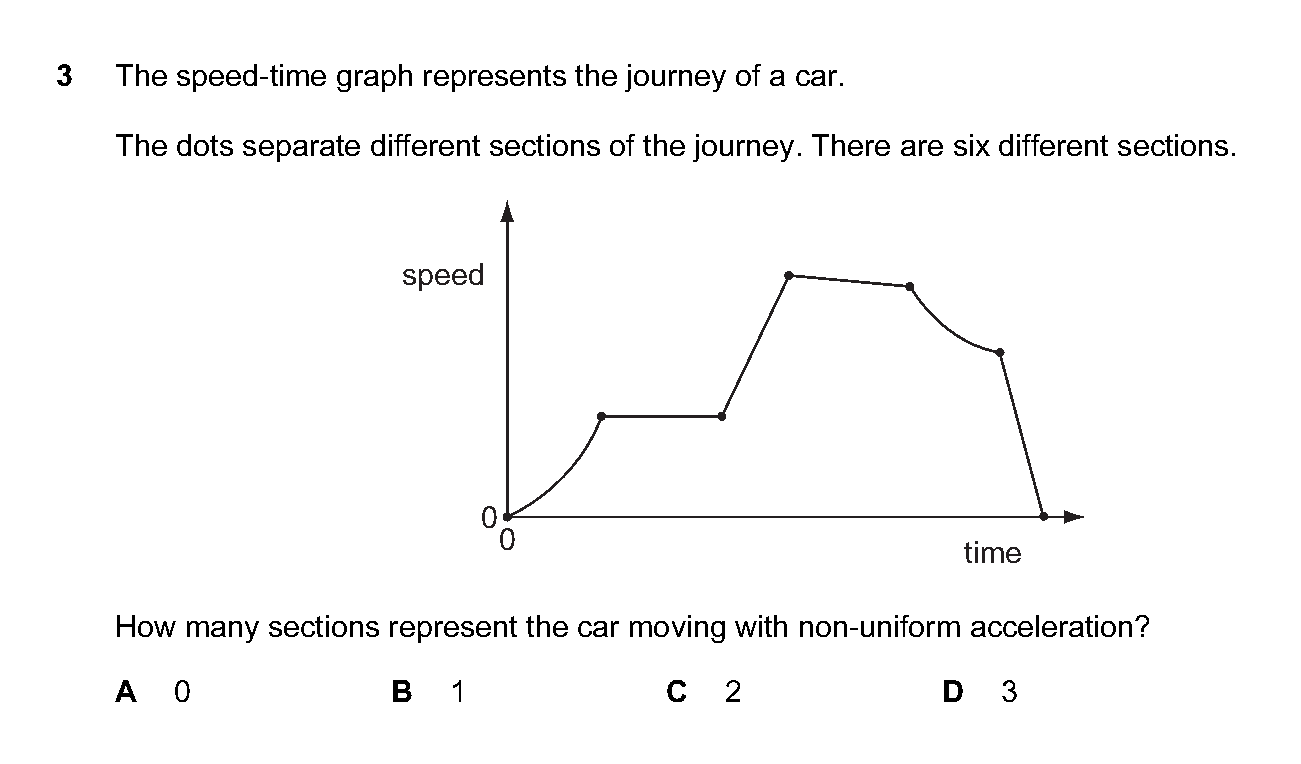 3 The speed-time graph represents the journey of a car.
The dots separate different sections of the journey. There are six different sections.
speed
0
0
time
How many sections represent the car moving with non-uniform acceleration?
A 0 B 1 C 2 D 3